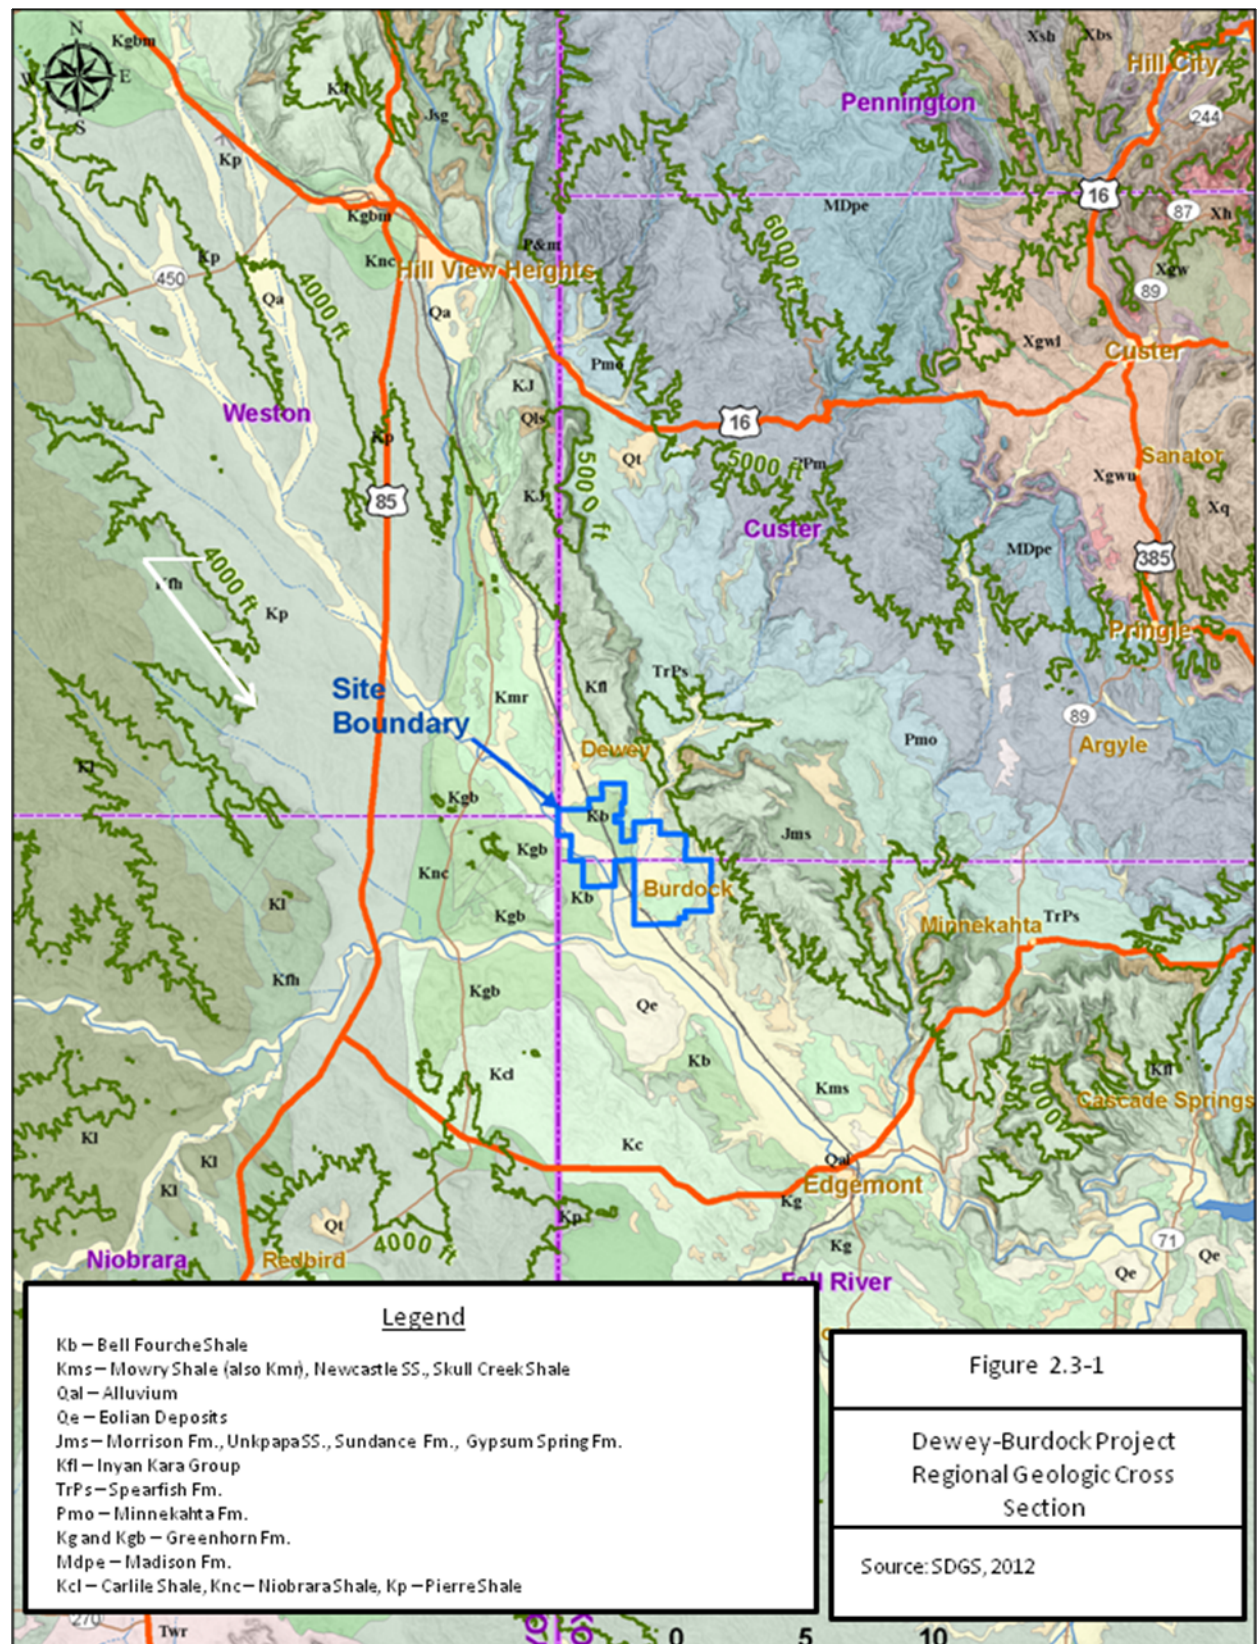 N
W
E
S
Kgbm
Kd
Jsg
Xsh
Xbs
Hill City
Pennington
244
Kp
16
MDpe
87
Xh
Kgbm
6000 ft
P&m
Kp
Knc
Hill View Heights
450
4000 ft
Qa
Qa
Xgw
89
Xgwl
Custer
Pmo
KJ
Weston
Qls
16
Kp
5000 ft
Qt
5000 ft
Sanator
85
KJ
Xgwu
Xq
Custer
MDpe
385
4000 ft
Kfh
Kp
Pringle
TrPs
Site
Boundary
Kmr
Kfl
89
Dewey
Pmo
Argyle
Kl
Kgb
Kb
Jms
Kgb
Knc
Kb
Burdock
Kl
Kgb
Minnekahta
TrPs
Kfh
Kgb
Qe
Kb
Kcl
Kms
Kfl
Cascade Springs
Kl
Kc
Kl
Qal
Kl
Edgemont
Kg
Qt
Kp
4000 ft
Kg
71
Qe
Qe
Niobrara
Redbird
Fall River
Legend
Kb – Bell Fourche Shale
Kms – Mowry Shale (also Kmr), Newcastle SS., Skull Creek Shale
Qal – Alluvium
Qe – Eolian Deposits
Jms – Morrison Fm., Unkpapa SS., Sundance Fm., Gypsum Spring Fm.
Kfl – Inyan Kara Group
TrPs – Spearfish Fm.
Pmo – Minnekahta Fm.
Kg and Kgb – Greenhorn Fm.
Mdpe – Madison Fm.
Kcl – Carlile Shale, Knc – Niobrara Shale, Kp – Pierre Shale
Figure 2.3-1
Dewey-Burdock Project
Regional Geologic Cross
Section
Source: SDGS, 2012
270
Twr
0 5 10